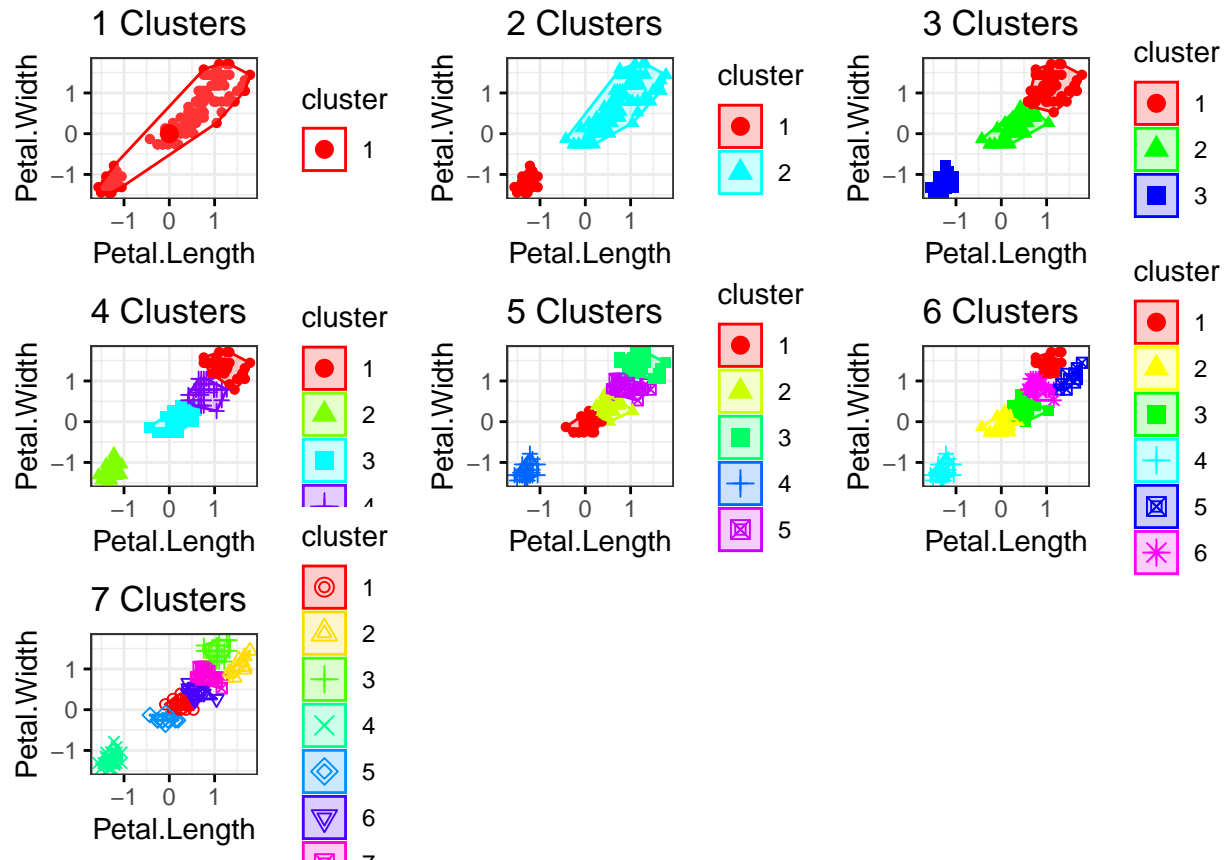 1 Clusters
Petal.Width
1
0
−1
−1 0 1
Petal.Length
cluster
1
2 Clusters
Petal.Width
1
0
−1
−1 0 1
Petal.Length
cluster
1
2
3 Clusters
Petal.Width
1
0
−1
−1 0 1
Petal.Length
cluster
1
2
3
4 Clusters
Petal.Width
1
0
−1
−1 0 1
Petal.Length
cluster
1
2
3
4
5 Clusters
Petal.Width
1
0
−1
−1 0 1
Petal.Length
cluster
1
2
3
4
5
6 Clusters
Petal.Width
1
0
−1
−1 0 1
Petal.Length
cluster
1
2
3
4
5
6
7 Clusters
Petal.Width
1
0
−1
−1 0 1
Petal.Length
cluster
1
2
3
4
5
6
7